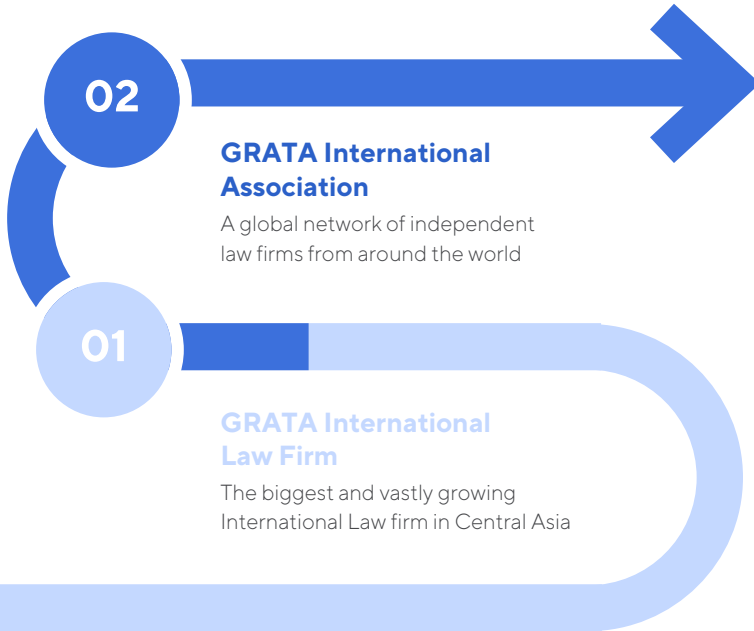 02
GRATA International
Association
A global network of independent
law firms from around the world
01
GRATA International
Law Firm
The biggest and vastly growing
International Law firm in Central Asia